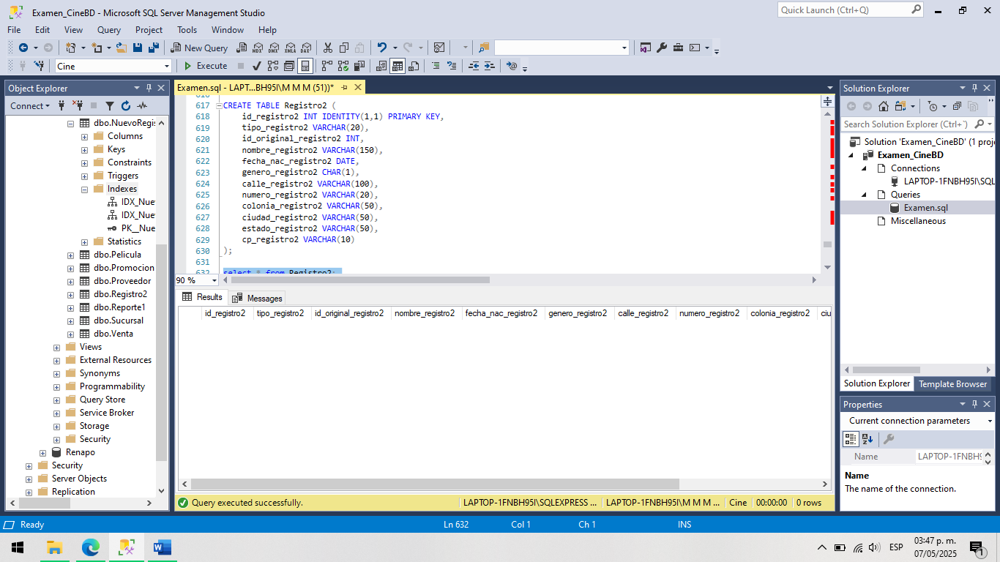 Examen_CineBD - Microsoft SQL Server Management Studio
Quick Launch (Ctrl+Q)
File Edit View Query Project Tools Window Help
New Query MDX DMX XMLA DAX
Cine Execute
Object Explorer
Connect
dbo.NuevoRegis
Columns
Keys
Constraints
Triggers
Indexes
IDX_Nuev
IDX_Nuev
PK__Nue
Statistics
dbo.Pelicula
dbo.Promocion
dbo.Proveedor
dbo.Registro2
dbo.Reporte1
dbo.Sucursal
dbo.Venta
Views
External Resources
Synonyms
Programmability
Query Store
Service Broker
Storage
Security
Renapo
Security
Server Objects
Replication
Examen.sql - LAPT...BH95I\M M M (51))*
616
617 CREATE TABLE Registro2 (
618 id_registro2 INT IDENTITY(1,1) PRIMARY KEY,
619 tipo_registro2 VARCHAR(20),
620 id_original_registro2 INT,
621 nombre_registro2 VARCHAR(150),
622 fecha_nac_registro2 DATE,
623 genero_registro2 CHAR(1),
624 calle_registro2 VARCHAR(100),
625 numero_registro2 VARCHAR(20),
626 colonia_registro2 VARCHAR(50),
627 ciudad_registro2 VARCHAR(50),
628 estado_registro2 VARCHAR(50),
629 cp_registro2 VARCHAR(10)
630 );
631
632 select * from Registro2;
90 %
Results Messages
id_registro2 tipo_registro2 id_original_registro2 nombre_registro2 fecha_nac_registro2 genero_registro2 calle_registro2 numero_registro2 colonia_registro2 ciu
Query executed successfully. LAPTOP-1FNBH95I\SQLEXPRESS ... LAPTOP-1FNBH95I\M M M ... Cine 00:00:00 0 rows
Solution Explorer
Search Solution Explorer (Ctrl+¨)
Solution 'Examen_CineBD' (1 proje
Examen_CineBD
Connections
LAPTOP-1FNBH95I\SQL
Queries
Examen.sql
Miscellaneous
Solution Explorer Template Browser
Properties
Current connection parameters
Name LAPTOP-1FNBH9
Name
The name of the connection.
Ready Ln 632 Col 1 Ch 1 INS
ESP
03:47 p. m.
07/05/2025
1